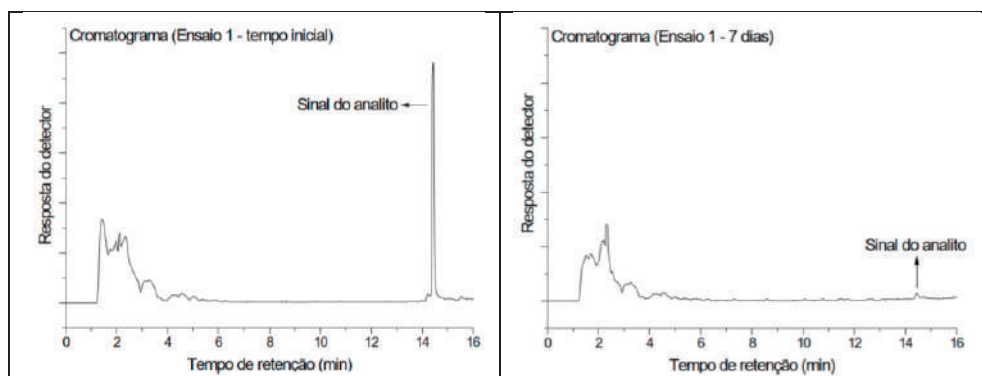 Cromatograma (Ensaio 1 - tempo inicial)
Sinal do analito
Resposta do detector
0 2 4 6 8 10 12 14 16
Tempo de retenção (min)
Cromatograma (Ensaio 1 - 7 dias)
Sinal do analito
Resposta do detector
0 2 4 6 8 10 12 14 16
Tempo de retenção (min)